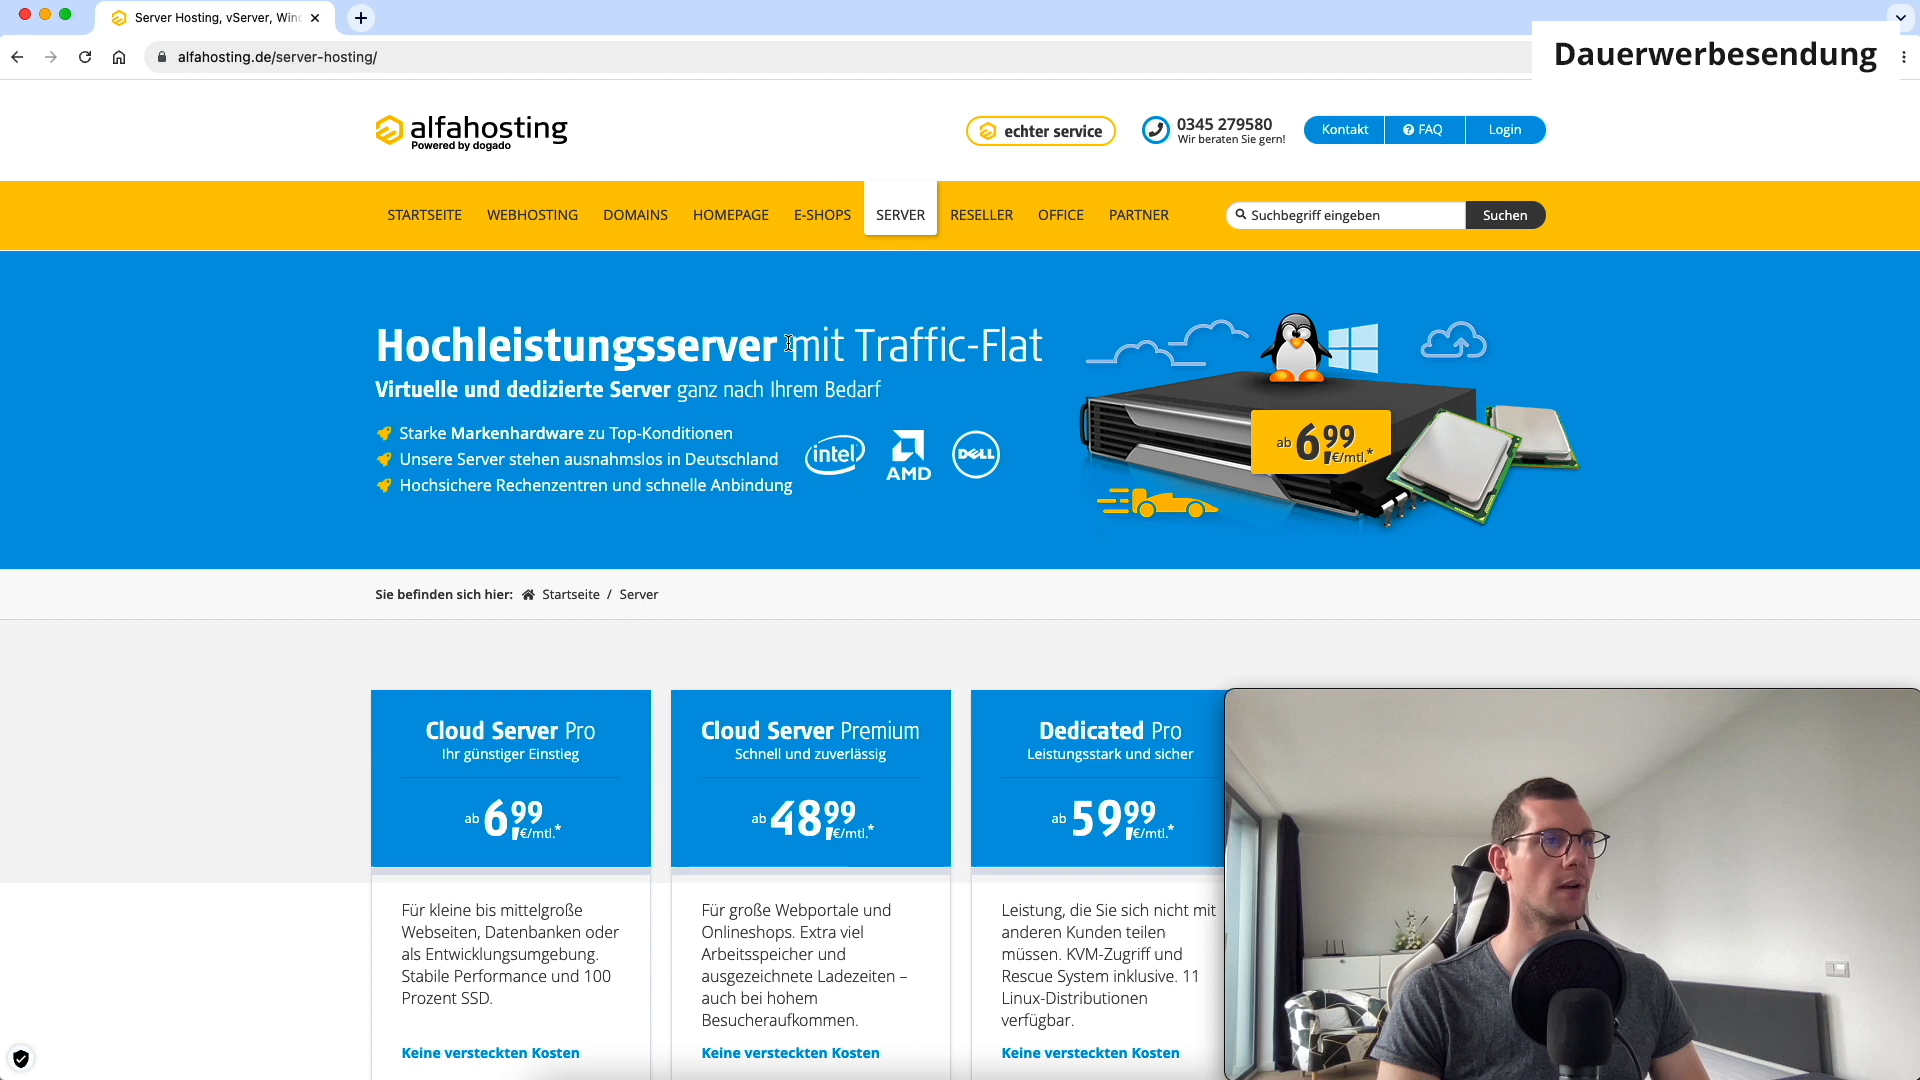 Server Hosting, vServer, Win
alfahosting.de/server-hosting/
Dauerwerbesendung
alfahosting
Powered by dogado
echter service
0345 279580
Wir beraten Sie gern!
Kontakt
FAQ
Login
STARTSEITE WEBHOSTING DOMAINS HOMEPAGE E-SHOPS SERVER RESELLER OFFICE PARTNER
Suchbegriff eingeben
Suchen
Hochleistungsserver mit Traffic-Flat
Virtuelle und dedizierte Server ganz nach Ihrem Bedarf
Starke Markenhardware zu Top-Konditionen
Unsere Server stehen ausnahmslos in Deutschland
Hochsichere Rechenzentren und schnelle Anbindung
intel
AMD
DELL
ab 6,99 €/mtl.*
Sie befinden sich hier: Startseite / Server
Cloud Server Pro
Ihr günstiger Einstieg
ab 6,99 €/mtl.*
Für kleine bis mittelgroße
Webseiten, Datenbanken oder
als Entwicklungsumgebung.
Stabile Performance und 100
Prozent SSD.
Keine versteckten Kosten
Cloud Server Premium
Schnell und zuverlässig
ab 48,99 €/mtl.*
Für große Webportale und
Onlineshops. Extra viel
Arbeitsspeicher und
ausgezeichnete Ladezeiten –
auch bei hohem
Besucheraufkommen.
Keine versteckten Kosten
Dedicated Pro
Leistungsstark und sicher
ab 59,99 €/mtl.*
Leistung, die Sie sich nicht mit
anderen Kunden teilen
müssen. KVM-Zugriff und
Rescue System inklusive. 11
Linux-Distributionen
verfügbar.
Keine versteckten Kosten